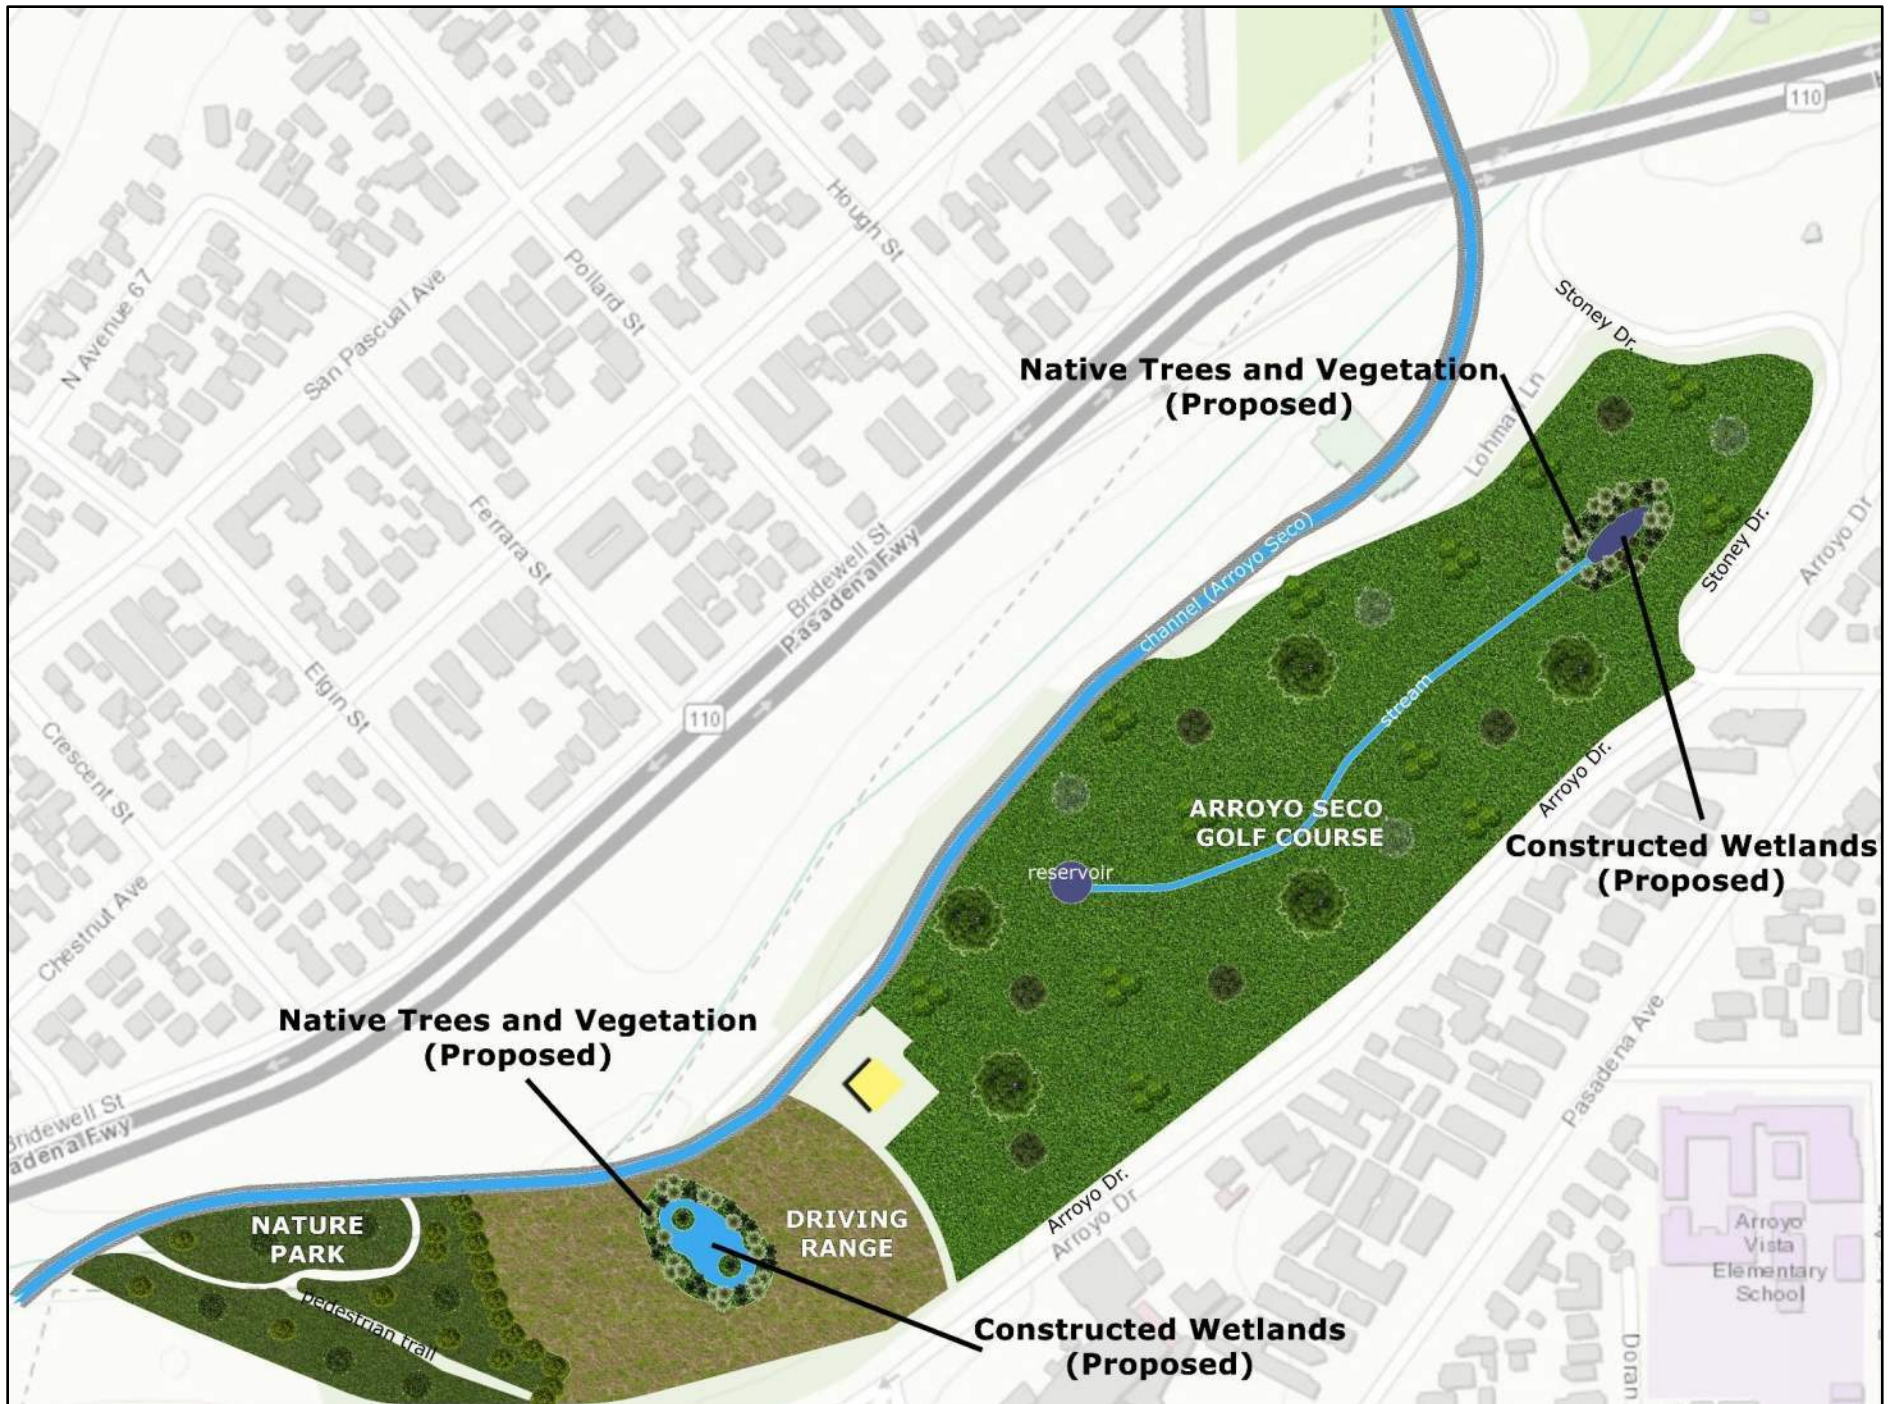 110
Hough St
N Avenue 67
San Pascual Ave
Pollard St
Stoney Dr.
Native Trees and Vegetation
(Proposed)
Lohman Ln
Ferrara St
Bridewell St
Pasadena Fwy
channel (Arroyo Seco)
Stoney Dr.
Arroyo Dr
Elgin St
110
stream
Crescent St
Arroyo Dr.
ARROYO SECO
GOLF COURSE
Constructed Wetlands
(Proposed)
reservoir
Chestnut Ave
Native Trees and Vegetation
(Proposed)
Pasadena Ave
Bridewell St
adena Fwy
NATURE
PARK
DRIVING
RANGE
Arroyo Dr.
Arroyo Dr
Arroyo
Vista
Elementary
School
pedestrian trail
Constructed Wetlands
(Proposed)
Doran